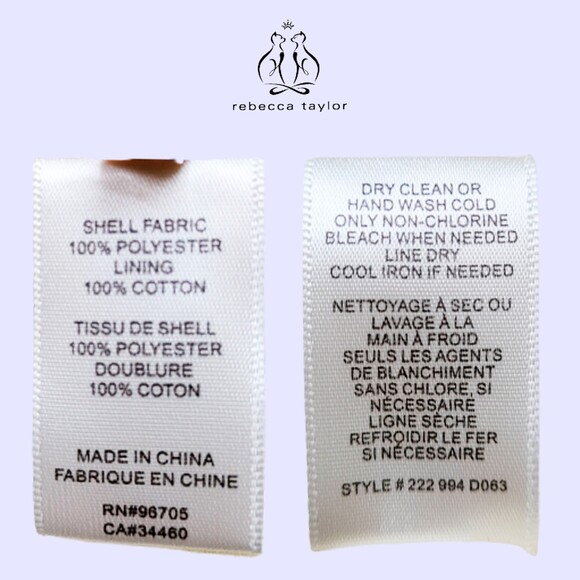 rebecca taylor
SHELL FABRIC
100% POLYESTER
LINING
100% COTTON
TISSU DE SHELL
100% POLYESTER
DOUBLURE
100% COTON
MADE IN CHINA
FABRIQUE EN CHINE
RN#96705
CA#34460
DRY CLEAN OR
HAND WASH COLD
ONLY NON-CHLORINE
BLEACH WHEN NEEDED
LINE DRY
COOL IRON IF NEEDED
NETTOYAGE À SEC OU
LAVAGE À LA
MAIN À FROID
SEULS LES AGENTS
DE BLANCHIMENT
SANS CHLORE, SI
NÉCESSAIRE
LIGNE SÈCHE
REFROIDIR LE FER
SI NÉCESSAIRE
STYLE # 222 994 D063